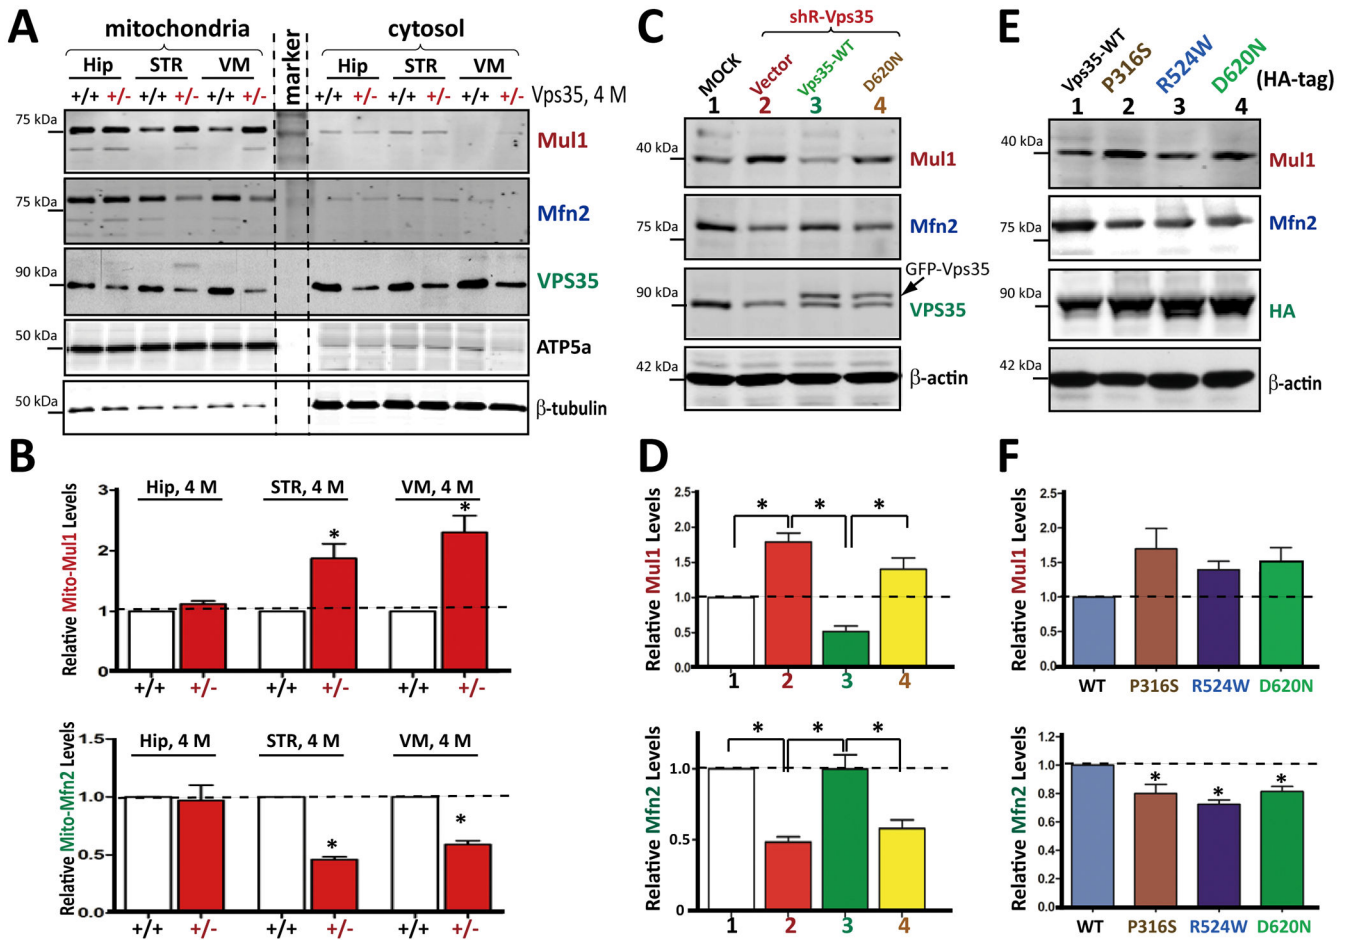 A
mitochondria
cytosol
marker
Hip STR VM
Hip STR VM
+/+ +/- +/+ +/- +/+ +/-
+/+ +/- +/+ +/- +/+ +/-
Vps35, 4 M
75 kDa
Mul1
75 kDa
Mfn2
90 kDa
VPS35
50 kDa
ATP5a
50 kDa
β-tubulin
B
Relative Mito-Mul1 Levels
3
2
1
0
Hip, 4 M
STR, 4 M
VM, 4 M
*
*
+/+ +/- +/+ +/- +/+ +/-
Relative Mito-Mfn2 Levels
1.5
1.0
0.5
0.0
Hip, 4 M
STR, 4 M
VM, 4 M
*
*
+/+ +/- +/+ +/- +/+ +/-
C
shR-Vps35
MOCK
Vector
Vps35-WT
D620N
1 2 3 4
40 kDa
Mul1
75 kDa
Mfn2
GFP-Vps35
90 kDa
VPS35
42 kDa
β-actin
D
Relative Mul1 Levels
2.5
2.0
1.5
1.0
0.5
0.0
* * *
1 2 3 4
Relative Mfn2 Levels
1.0
0.5
0
* * *
1 2 3 4
E
Vps35-WT
P316S
R524W
D620N
(HA-tag)
1 2 3 4
40 kDa
Mul1
75 kDa
Mfn2
90 kDa
HA
42 kDa
β-actin
F
Relative Mul1 Levels
2.5
2.0
1.5
1.0
0.5
0.0
WT P316S R524W D620N
Relative Mfn2 Levels
1.2
1.0
0.8
0.6
0.4
0.2
0.0
* * *
WT P316S R524W D620N